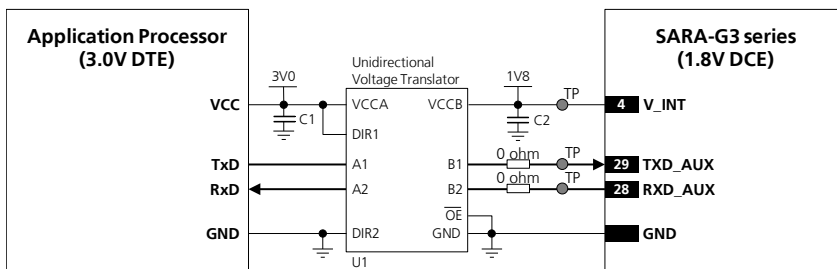 Application Processor
(3.0V DTE)
SARA-G3 series
(1.8V DCE)
Unidirectional
Voltage Translator
3V0
1V8
VCC
VCCA
VCCB
TP
4
V_INT
C1
C2
DIR1
0 ohm
TP
TxD
A1
B1
29
TXD_AUX
0 ohm
TP
RxD
A2
B2
28
RXD_AUX
OE
GND
DIR2
GND
GND
U1